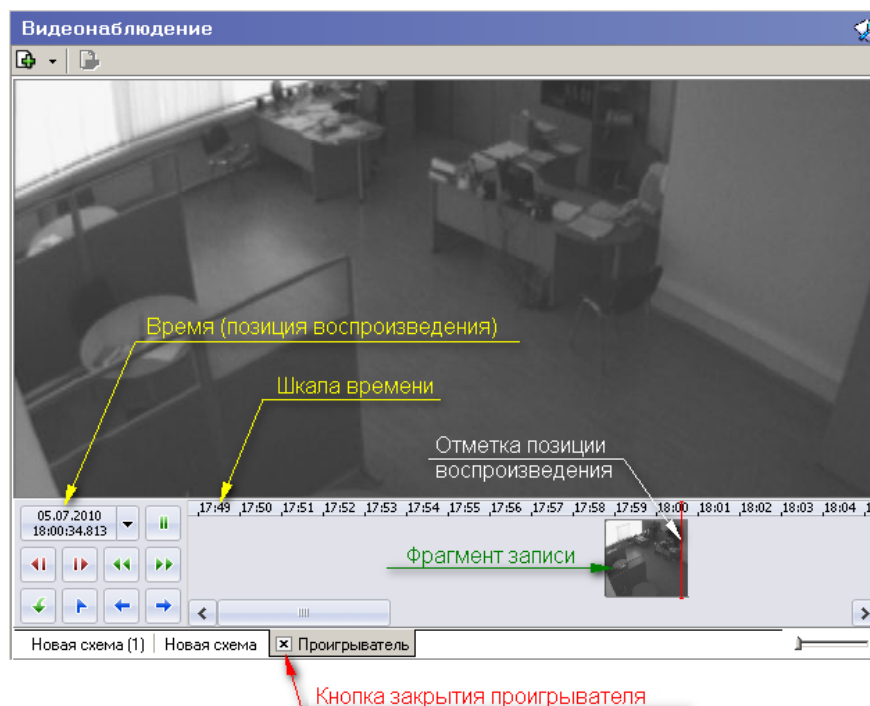 Видеонаблюдение
Время (позиция воспроизведения)
Шкала времени
Отметка позиции
воспроизведения
17:49 17:50 17:51 17:52 17:53 17:54 17:55 17:56 17:57 17:58 17:59 18:00 18:01 18:02 18:03 18:04
05.07.2010
18:00:34.813
Фрагмент записи
Новая схема (1) Новая схема Проигрыватель
Кнопка закрытия проигрывателя